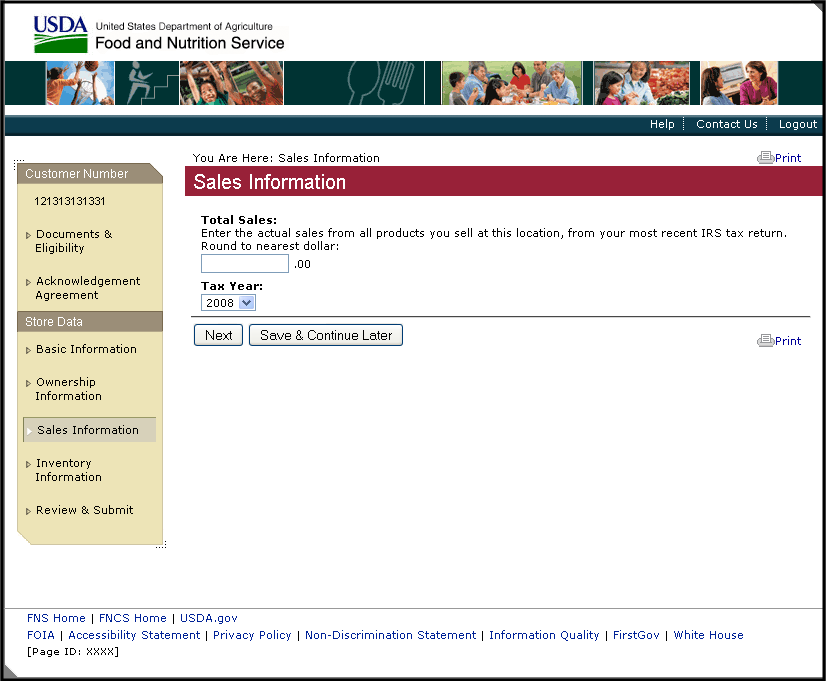 USDA United States Department of Agriculture
Food and Nutrition Service
Help Contact Us Logout
Customer Number
121313131331
Documents &
Eligibility
Acknowledgement
Agreement
Store Data
Basic Information
Ownership
Information
Sales Information
Inventory
Information
Review & Submit
You Are Here: Sales Information
Print
Sales Information
Total Sales:
Enter the actual sales from all products you sell at this location, from your most recent IRS tax return.
Round to nearest dollar:
.00
Tax Year:
2008
Next Save & Continue Later
Print
FNS Home | FNCS Home | USDA.gov
FOIA | Accessibility Statement | Privacy Policy | Non-Discrimination Statement | Information Quality | FirstGov | White House
[Page ID: XXXX]